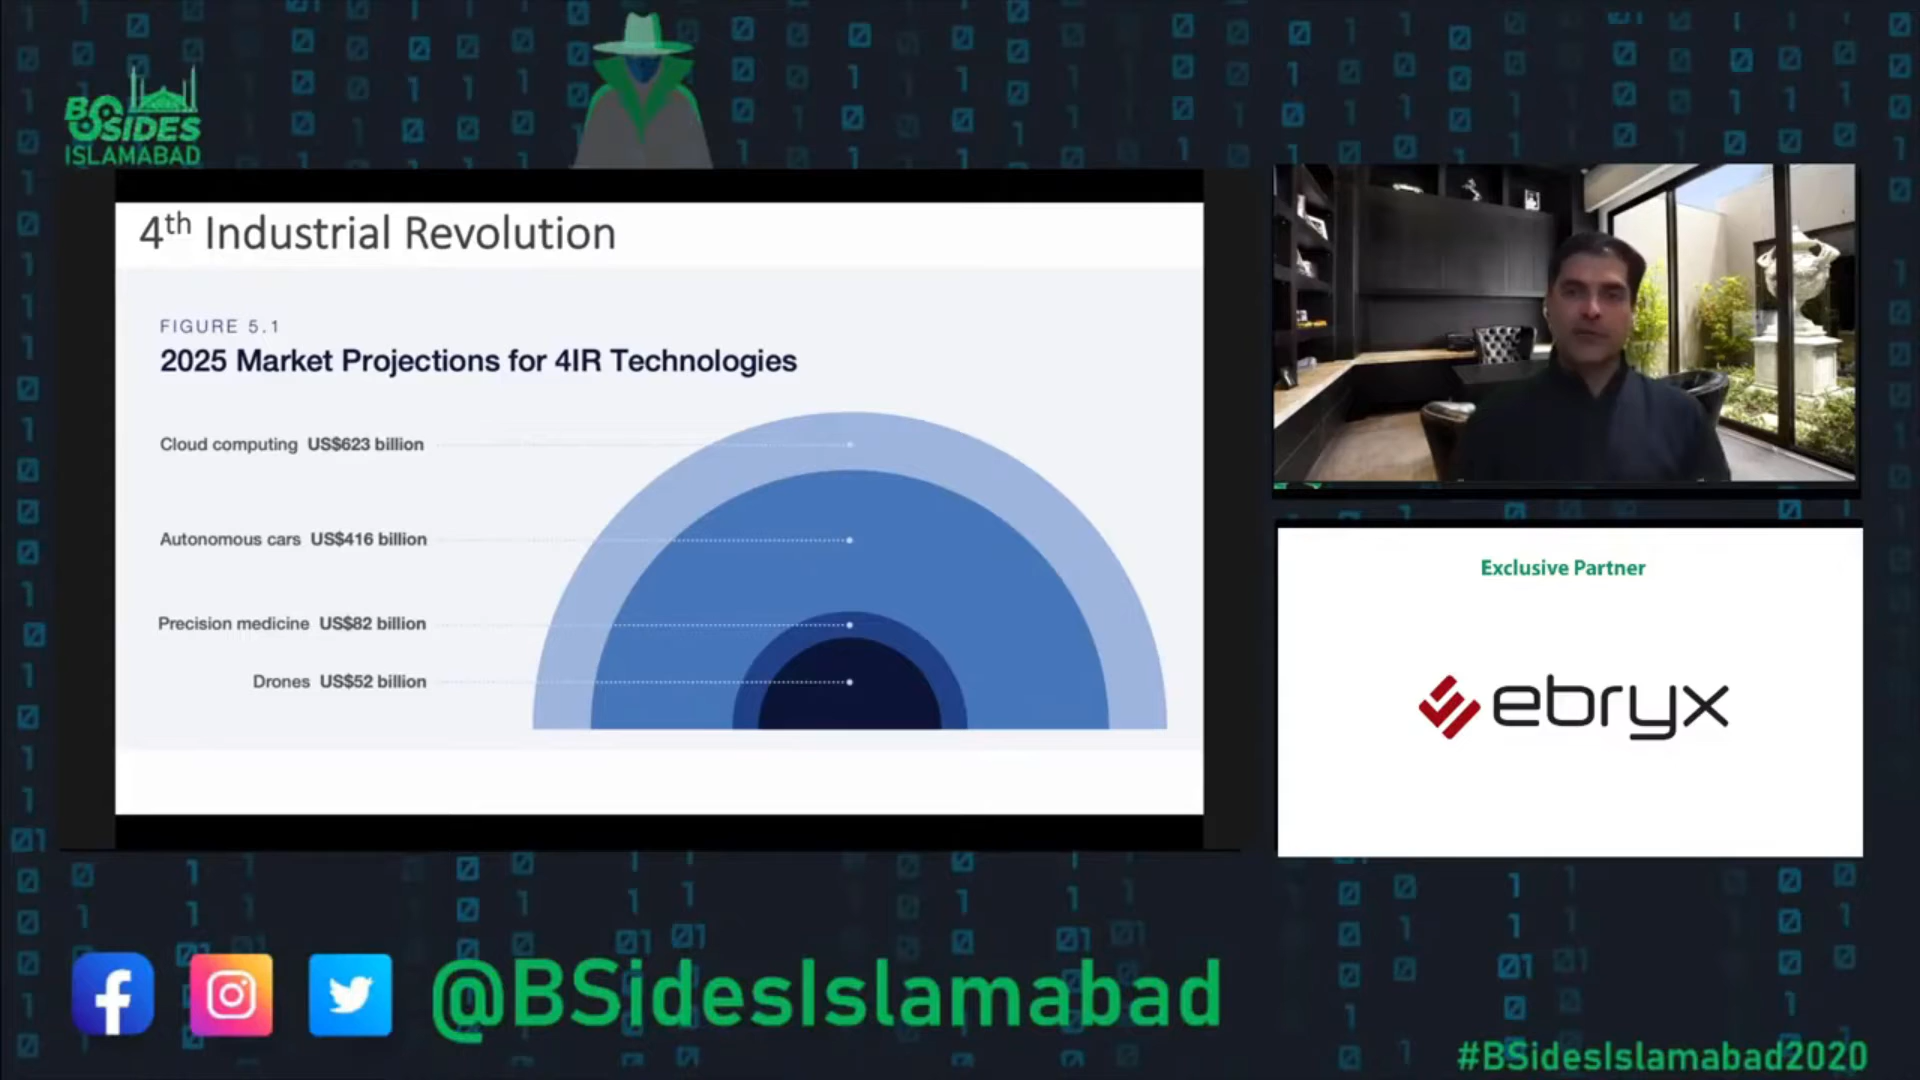 BSIDES
ISLAMABAD
4th Industrial Revolution
FIGURE 5.1
2025 Market Projections for 4IR Technologies
Cloud computing US$623 billion
Autonomous cars US$416 billion
Precision medicine US$82 billion
Drones US$52 billion
Exclusive Partner
ebryx
@BSidesIslamabad
#BSidesIslamabad2020